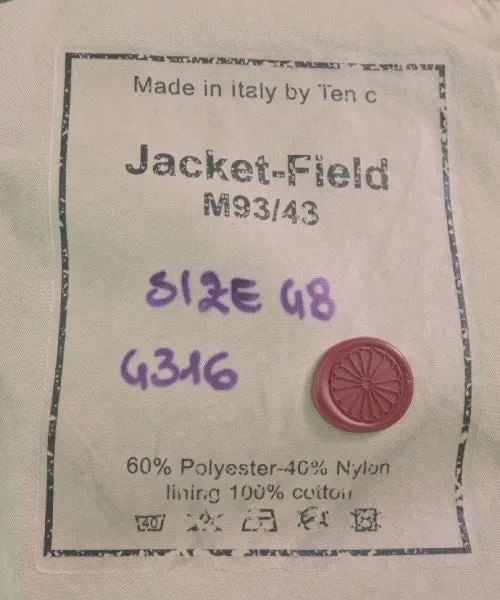 Made in Italy by Ten c
Jacket-Field
M93/43
SIZE 48
4316
60% Polyester-40% Nylon
lining 100% cotton
40